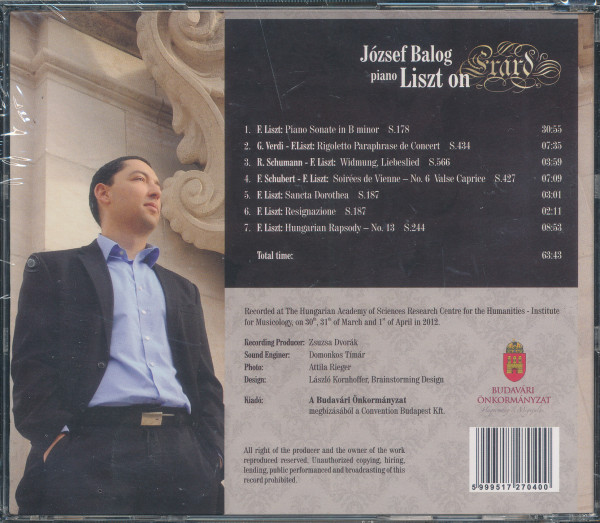 József Balog
piano Liszt on Erard
1. F. Liszt: Piano Sonate in B minor S.178 30:55
2. G. Verdi - F.Liszt: Rigoletto Paraphrase de Concert S.434 07:35
3. R. Schumann - F. Liszt: Widmung, Liebeslied S.566 03:59
4. F. Schubert - F. Liszt: Soirées de Vienne – No. 6 Valse Caprice S.427 07:09
5. F. Liszt: Sancta Dorothea S.187 03:01
6. F. Liszt: Resignazione S.187 02:11
7. F. Liszt: Hungarian Rapsody – No. 13 S.244 08:53
Total time: 63:43
Recorded at The Hungarian Academy of Sciences Research Centre for the Humanities - Institute
for Musicology, on 30th, 31st of March and 1st of April in 2012.
Recording Producer: Zsuzsa Dvorák
Sound Enginer: Domonkos Tímár
Photo: Attila Rieger
Design: László Kornhoffer, Brainstorming Design
Kiadó: A Budavári Önkormányzat
megbízásából a Convention Budapest Kft.
BUDAVÁRI
ÖNKORMÁNYZAT
All right of the producer and the owner of the work
reproduced reserved. Unauthorized copying, hiring,
lending, public performanced and broadcasting of this
record prohibited.
5 999517 270400